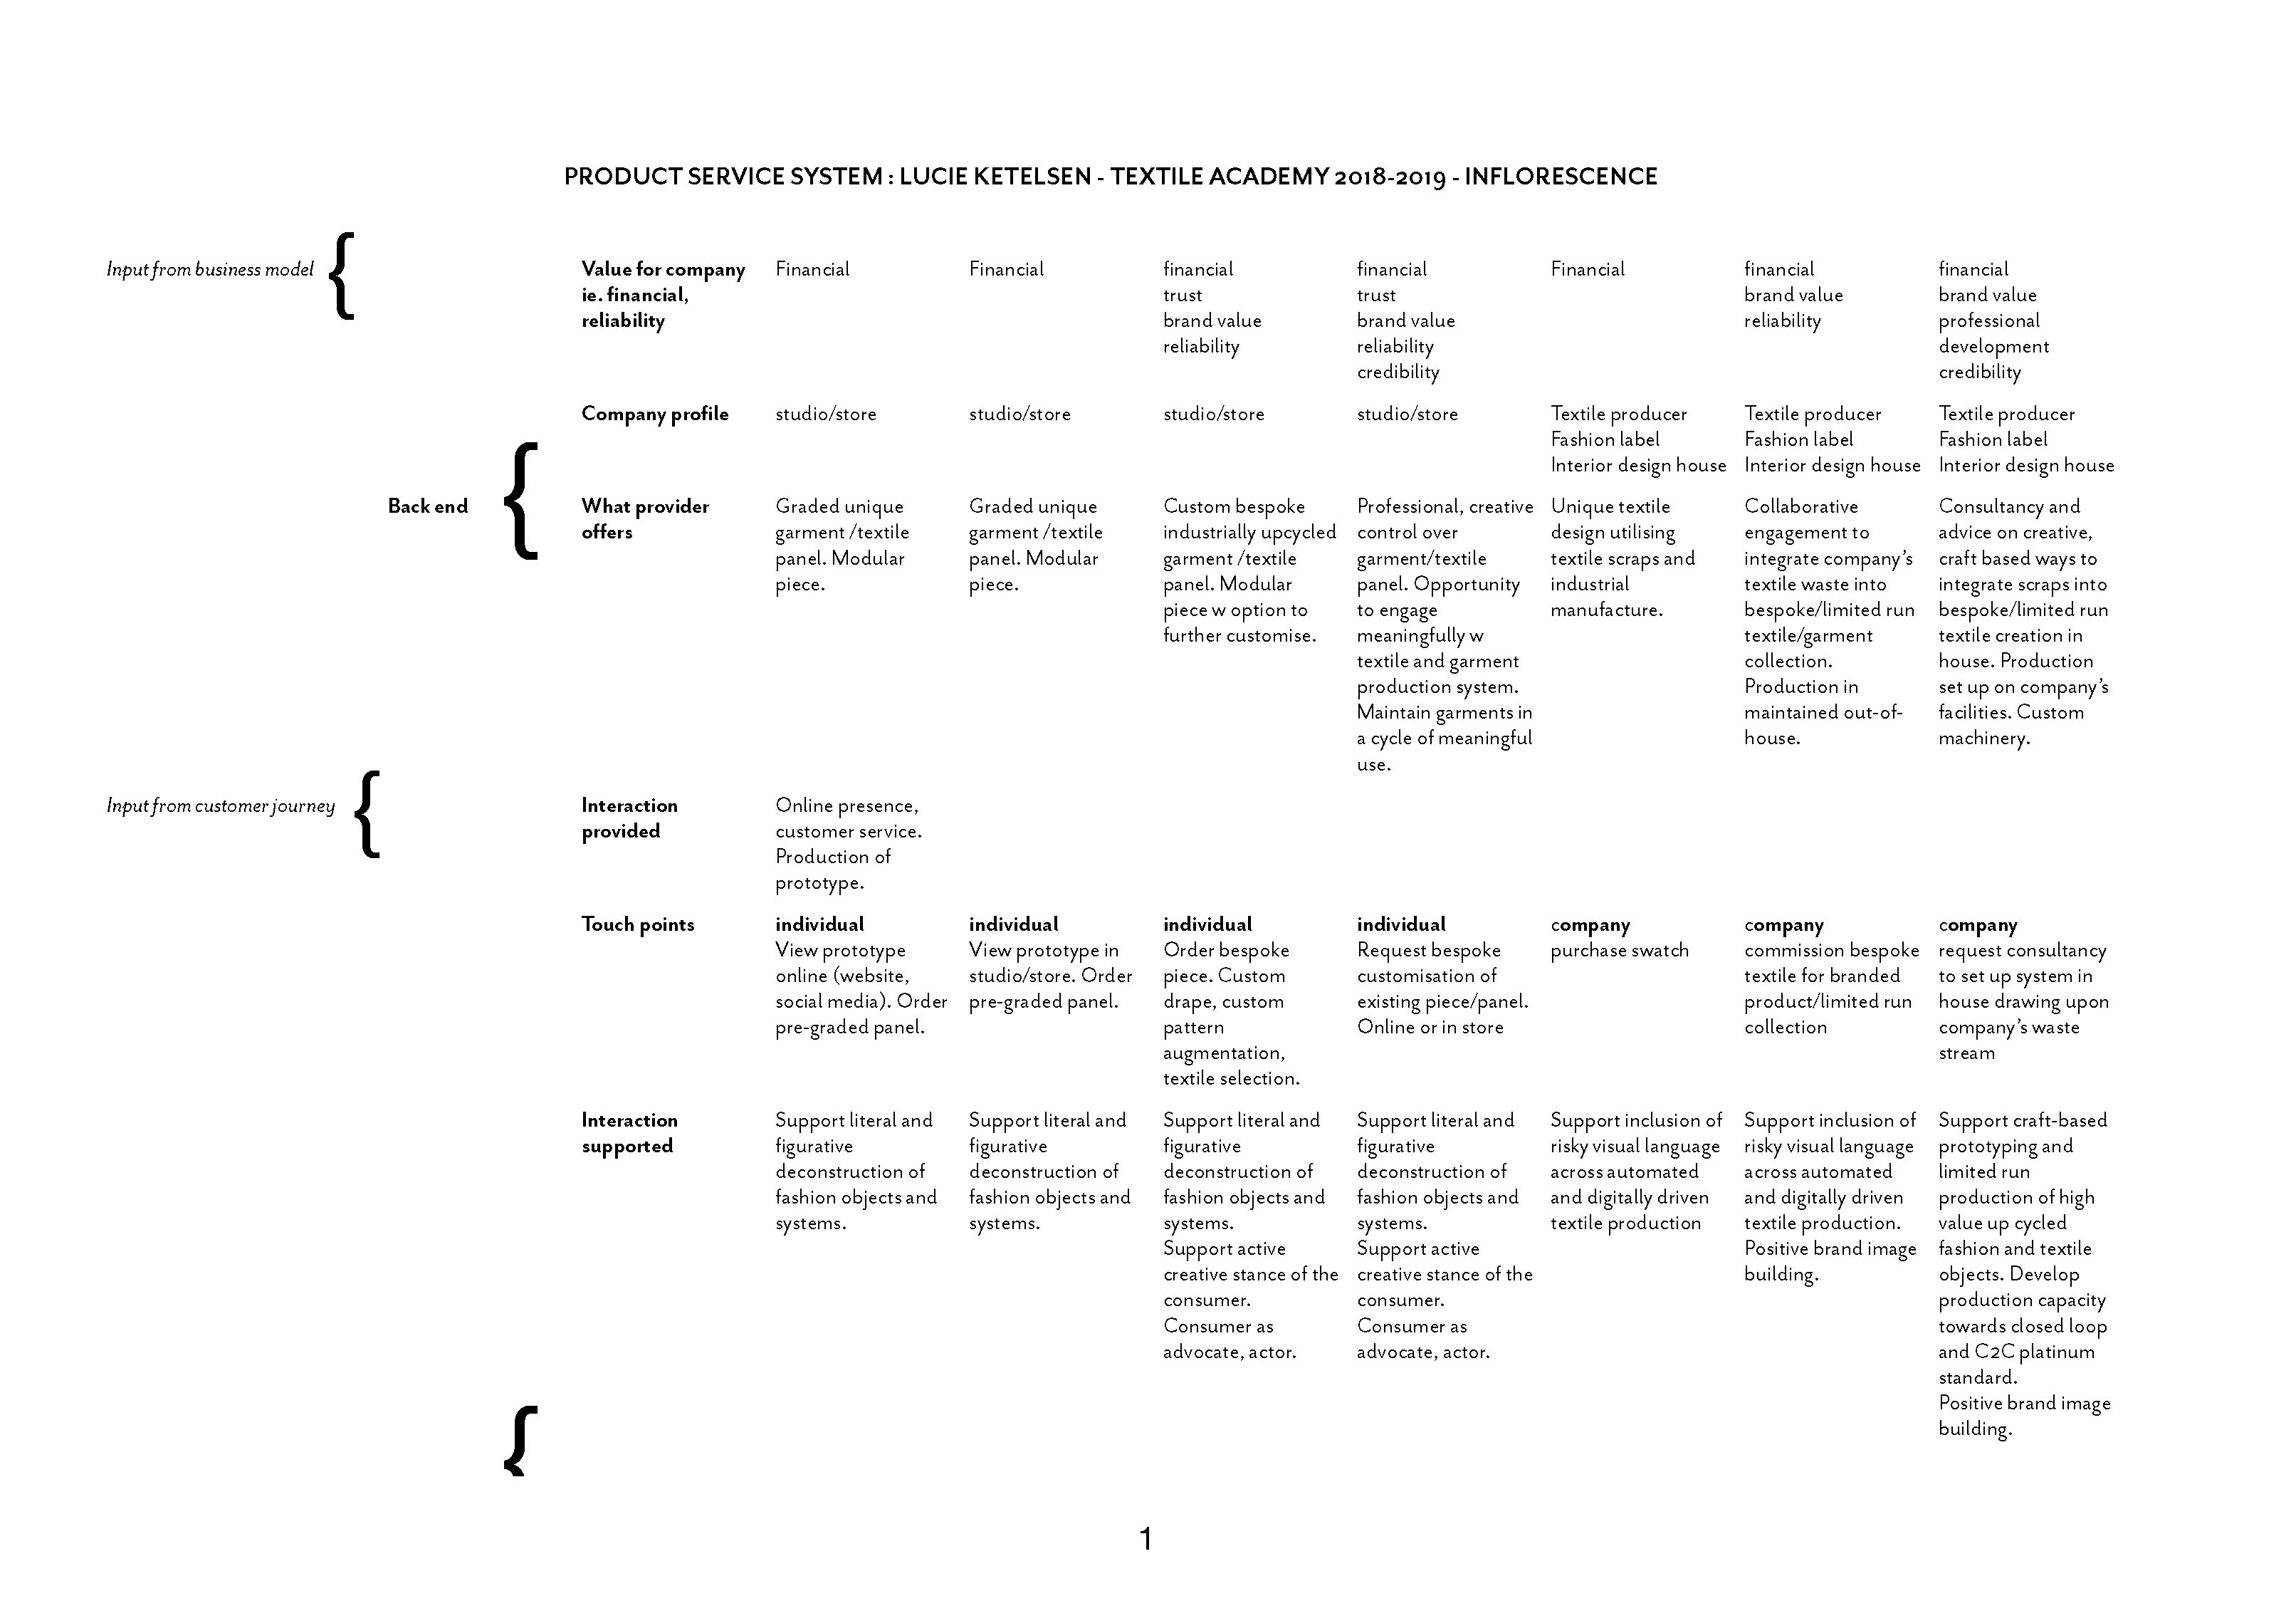 PRODUCT SERVICE SYSTEM : LUCIE KETELSEN - TEXTILE ACADEMY 2018-2019 - INFLORESCENCE
Input from business model
{
Value for company
ie. financial,
reliability
Financial
Financial
financial
trust
brand value
reliability
financial
trust
brand value
reliability
credibility
Financial
financial
brand value
reliability
financial
brand value
professional
development
credibility
Company profile
studio/store
studio/store
studio/store
studio/store
Textile producer
Fashion label
Interior design house
Textile producer
Fashion label
Interior design house
Textile producer
Fashion label
Interior design house
Back end
{
What provider
offers
Graded unique
garment /textile
panel. Modular
piece.
Graded unique
garment /textile
panel. Modular
piece.
Custom bespoke
industrially upcycled
garment /textile
panel. Modular
piece w option to
further customise.
Professional, creative
control over
garment/textile
panel. Opportunity
to engage
meaningfully w
textile and garment
production system.
Maintain garments in
a cycle of meaningful
use.
Unique textile
design utilising
textile scraps and
industrial
manufacture.
Collaborative
engagement to
integrate company's
textile waste into
bespoke/limited run
textile/garment
collection.
Production in
maintained out-of-
house.
Consultancy and
advice on creative,
craft based ways to
integrate scraps into
bespoke/limited run
textile creation in
house. Production
set up on company's
facilities. Custom
machinery.
Input from customer journey
{
Interaction
provided
Online presence,
customer service.
Production of
prototype.
Touch points
individual
View prototype
online (website,
social media). Order
pre-graded panel.
individual
View prototype in
studio/store. Order
pre-graded panel.
individual
Order bespoke
piece. Custom
drape, custom
pattern
augmentation,
textile selection.
individual
Request bespoke
customisation of
existing piece/panel.
Online or in store
company
purchase swatch
company
commission bespoke
textile for branded
product/limited run
collection
company
request consultancy
to set up system in
house drawing upon
company's waste
stream
Interaction
supported
Support literal and
figurative
deconstruction of
fashion objects and
systems.
Support literal and
figurative
deconstruction of
fashion objects and
systems.
Support literal and
figurative
deconstruction of
fashion objects and
systems.
Support active
creative stance of the
consumer.
Consumer as
advocate, actor.
Support literal and
figurative
deconstruction of
fashion objects and
systems.
Support active
creative stance of the
consumer.
Consumer as
advocate, actor.
Support inclusion of
risky visual language
across automated
and digitally driven
textile production
Support inclusion of
risky visual language
across automated
and digitally driven
textile production.
Positive brand image
building.
Support craft-based
prototyping and
limited run
production of high
value up cycled
fashion and textile
objects. Develop
production capacity
towards closed loop
and C2C platinum
standard.
Positive brand image
building.
{
1